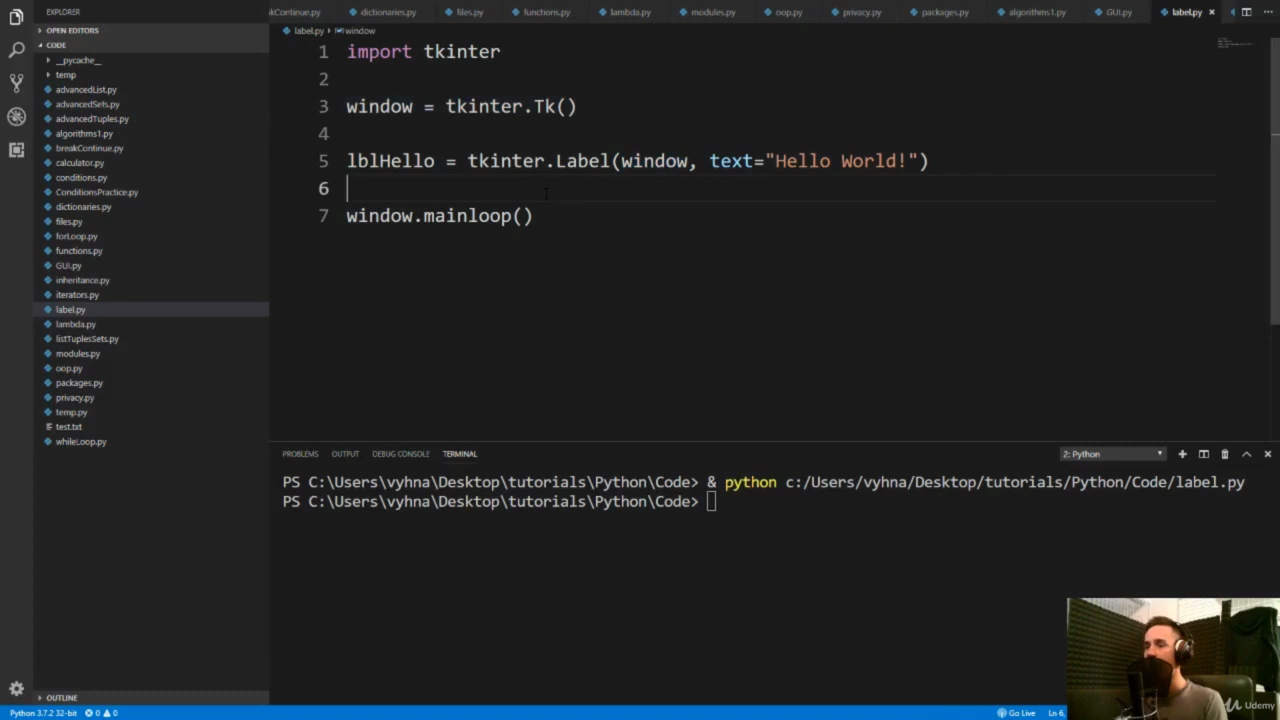 EXPLORER
OPEN EDITORS
CODE
__pycache__
temp
advancedList.py
advancedSets.py
advancedTuples.py
algorithms1.py
breakContinue.py
calculator.py
conditions.py
ConditionsPractice.py
dictionaries.py
files.py
forLoop.py
functions.py
GUI.py
inheritance.py
iterators.py
label.py
lambda.py
listTuplesSets.py
modules.py
oop.py
packages.py
privacy.py
temp.py
test.txt
whileLoop.py
OUTLINE
akContinue.py dictionaries.py files.py functions.py lambda.py modules.py oop.py privacy.py packages.py algorithms1.py GUI.py label.py
label.py window
1 import tkinter
2
3 window = tkinter.Tk()
4
5 lblHello = tkinter.Label(window, text="Hello World!")
6
7 window.mainloop()
PROBLEMS OUTPUT DEBUG CONSOLE TERMINAL 2: Python
PS C:\Users\vyhna\Desktop\tutorials\Python\Code> & python c:/Users/vyhna/Desktop/tutorials/Python/Code/label.py
PS C:\Users\vyhna\Desktop\tutorials\Python\Code>
Udemy
Python 3.7.2 32-bit 0 0 Go Live Ln 6,